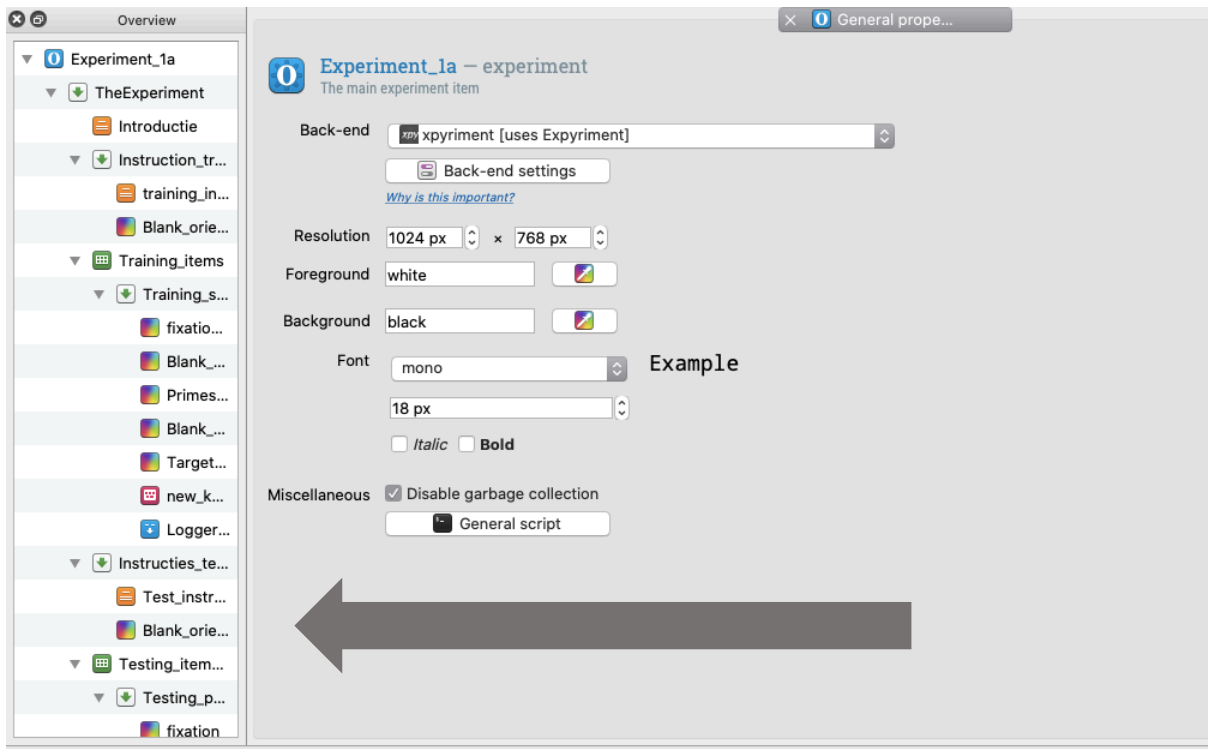 Overview
General prope...
Experiment_1a
TheExperiment
Introductie
Instruction_tr...
training_in...
Blank_orie...
Training_items
Training_s...
fixatio...
Blank_...
Primes...
Blank_...
Target...
new_k...
Logger...
Instructies_te...
Test_instr...
Blank_orie...
Testing_item...
Testing_p...
fixation
Experiment_1a — experiment
The main experiment item
Back-end xpy xpyriment [uses Expyriment]
Back-end settings
Why is this important?
Resolution 1024 px × 768 px
Foreground white
Background black
Font mono Example
18 px
Italic Bold
Miscellaneous Disable garbage collection
General script